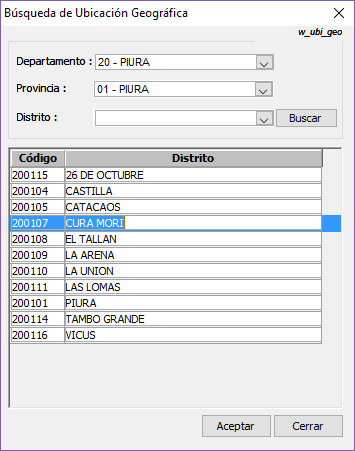 Búsqueda de Ubicación Geográfica
w_ubi_geo
Departamento : 20 - PIURA
Provincia : 01 - PIURA
Distrito : Buscar
Código Distrito
200115 26 DE OCTUBRE
200104 CASTILLA
200105 CATACAOS
200107 CURA MORI
200108 EL TALLAN
200109 LA ARENA
200110 LA UNION
200111 LAS LOMAS
200101 PIURA
200114 TAMBO GRANDE
200116 VICUS
Aceptar Cerrar